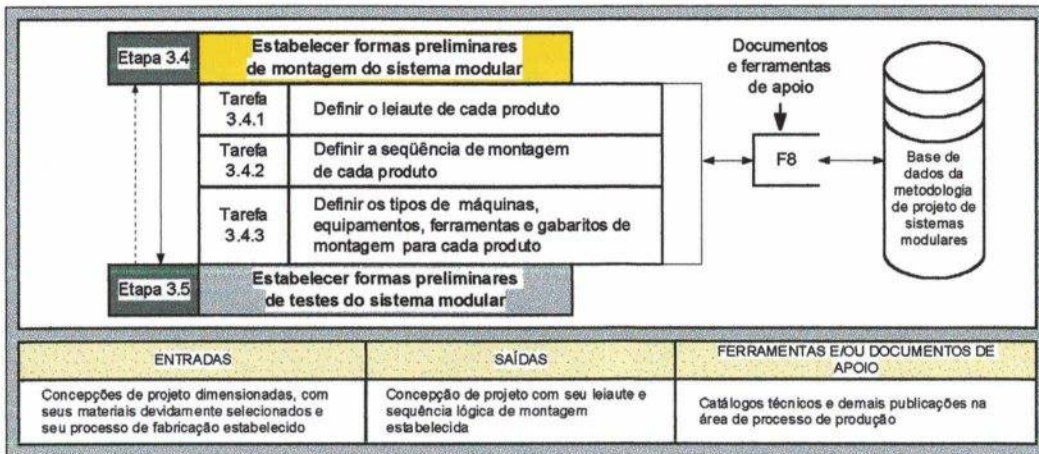 Etapa 3.4
Estabelecer formas preliminares
de montagem do sistema modular
Tarefa
3.4.1
Definir o leiaute de cada produto
Tarefa
3.4.2
Definir a seqüência de montagem
de cada produto
Tarefa
3.4.3
Definir os tipos de máquinas,
equipamentos, ferramentas e gabaritos de
montagem para cada produto
Etapa 3.5
Estabelecer formas preliminares
de testes do sistema modular
Documentos
e ferramentas
de apoio
F8
Base de
dados da
metodologia
de projeto de
sistemas
modulares
ENTRADAS
SAÍDAS
FERRAMENTAS E/OU DOCUMENTOS DE
APOIO
Concepções de projeto dimensionadas, com
seus materiais devidamente selecionados e
seu processo de fabricação estabelecido
Concepção de projeto com seu leiaute e
sequência lógica de montagem
estabelecida
Catálogos técnicos e demais publicações na
área de processo de produção